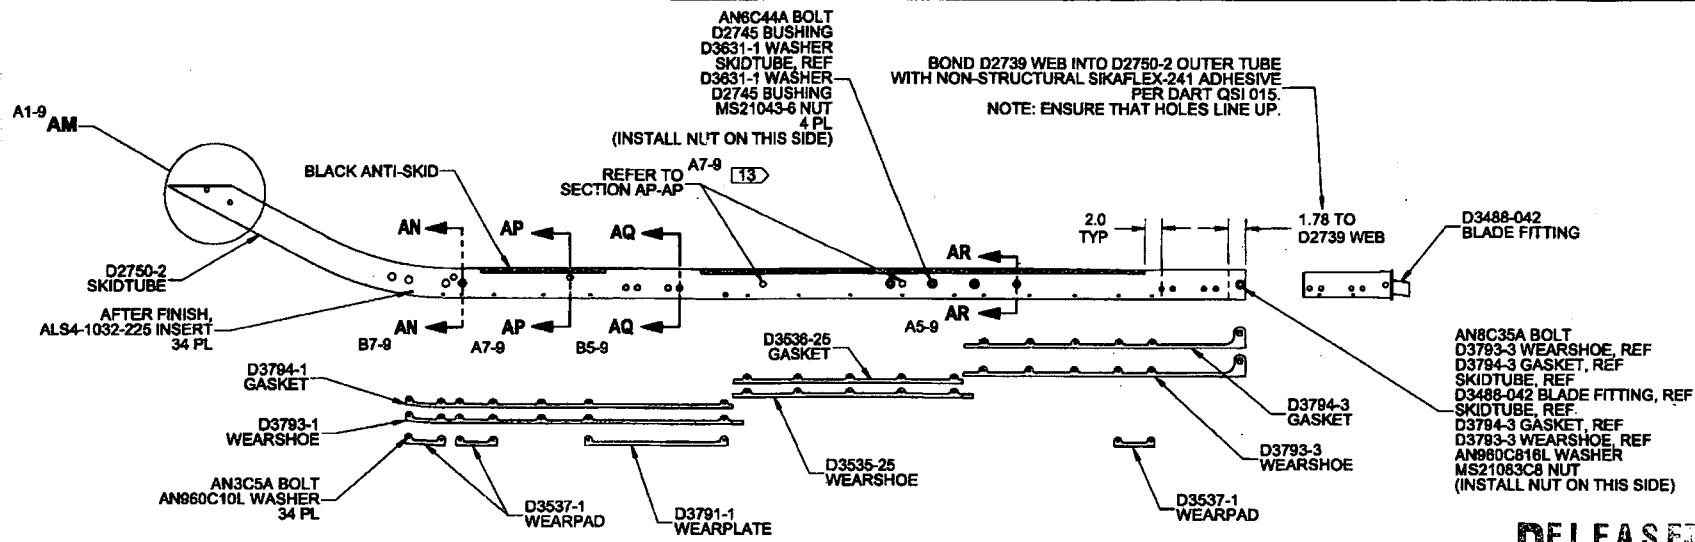 AN6C44A BOLT
D2745 BUSHING
D3631-1 WASHER
SKIDTUBE, REF
D3631-1 WASHER
D2745 BUSHING
MS21043-6 NUT
4 PL
(INSTALL NUT ON THIS SIDE)
BOND D2739 WEB INTO D2750-2 OUTER TUBE
WITH NON-STRUCTURAL SIKAFLEX-241 ADHESIVE
PER DART QSI 015.
NOTE: ENSURE THAT HOLES LINE UP.
A1-9
AM
BLACK ANTI-SKID
REFER TO
SECTION AP-AP
A7-9
13
AN
AP
AQ
AR
2.0
TYP
1.78 TO
D2739 WEB
D3488-042
BLADE FITTING
D2750-2
SKIDTUBE
AFTER FINISH,
ALS4-1032-225 INSERT
34 PL
AN
AP
AQ
AR
B7-9
A7-9
B5-9
A5-9
D3794-1
GASKET
D3793-1
WEARSHOE
AN3C5A BOLT
AN960C10L WASHER
34 PL
D3537-1
WEARPAD
D3791-1
WEARPLATE
D3536-25
GASKET
D3535-25
WEARSHOE
D3794-3
GASKET
D3793-3
WEARSHOE
D3537-1
WEARPAD
AN8C35A BOLT
D3793-3 WEARSHOE, REF
D3794-3 GASKET, REF
SKIDTUBE, REF
D3488-042 BLADE FITTING, REF
SKIDTUBE, REF.
D3794-3 GASKET, REF
D3793-3 WEARSHOE, REF
AN960C816L WASHER
MS21083C8 NUT
(INSTALL NUT ON THIS SIDE)